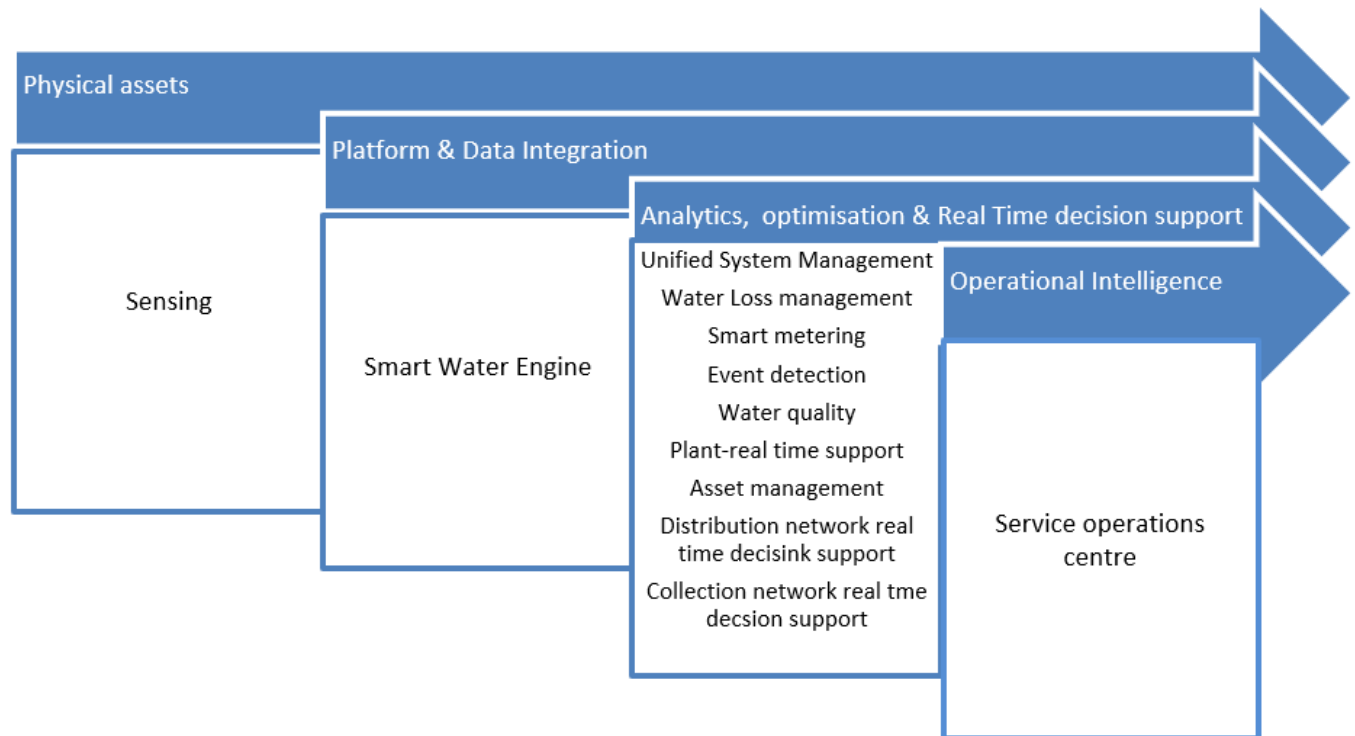 Physical assets
Sensing
Platform & Data Integration
Smart Water Engine
Analytics, optimisation & Real Time decision support
Unified System Management
Water Loss management
Smart metering
Event detection
Water quality
Plant-real time support
Asset management
Distribution network real
time decisink support
Collection network real tme
decsion support
Operational Intelligence
Service operations
centre